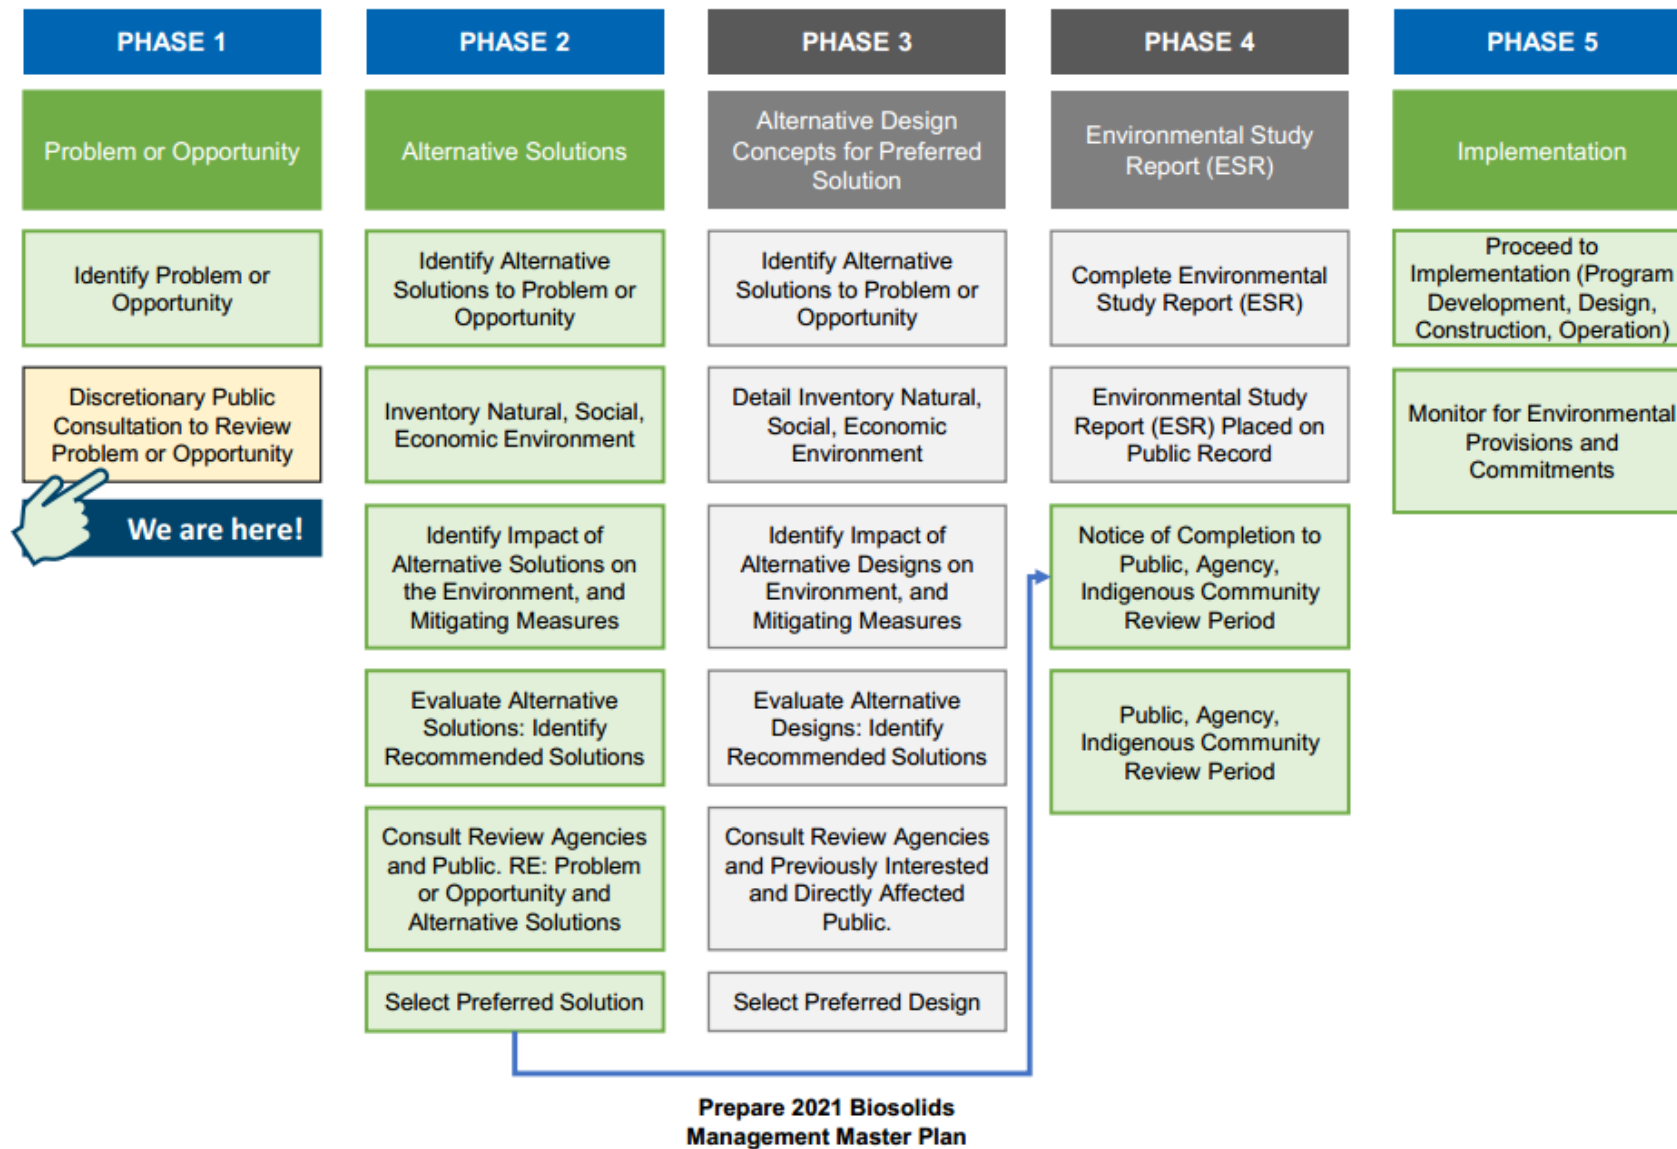 PHASE 1
Problem or Opportunity
Identify Problem or
Opportunity
Discretionary Public
Consultation to Review
Problem or Opportunity
We are here!
PHASE 2
Alternative Solutions
Identify Alternative
Solutions to Problem or
Opportunity
Inventory Natural, Social,
Economic Environment
Identify Impact of
Alternative Solutions on
the Environment, and
Mitigating Measures
Evaluate Alternative
Solutions: Identify
Recommended Solutions
Consult Review Agencies
and Public. RE: Problem
or Opportunity and
Alternative Solutions
Select Preferred Solution
PHASE 3
Alternative Design
Concepts for Preferred
Solution
Identify Alternative
Solutions to Problem or
Opportunity
Detail Inventory Natural,
Social, Economic
Environment
Identify Impact of
Alternative Designs on
Environment, and
Mitigating Measures
Evaluate Alternative
Designs: Identify
Recommended Solutions
Consult Review Agencies
and Previously Interested
and Directly Affected
Public.
Select Preferred Design
PHASE 4
Environmental Study
Report (ESR)
Complete Environmental
Study Report (ESR)
Environmental Study
Report (ESR) Placed on
Public Record
Notice of Completion to
Public, Agency,
Indigenous Community
Review Period
Public, Agency,
Indigenous Community
Review Period
PHASE 5
Implementation
Proceed to
Implementation (Program
Development, Design,
Construction, Operation)
Monitor for Environmental
Provisions and
Commitments
Prepare 2021 Biosolids
Management Master Plan